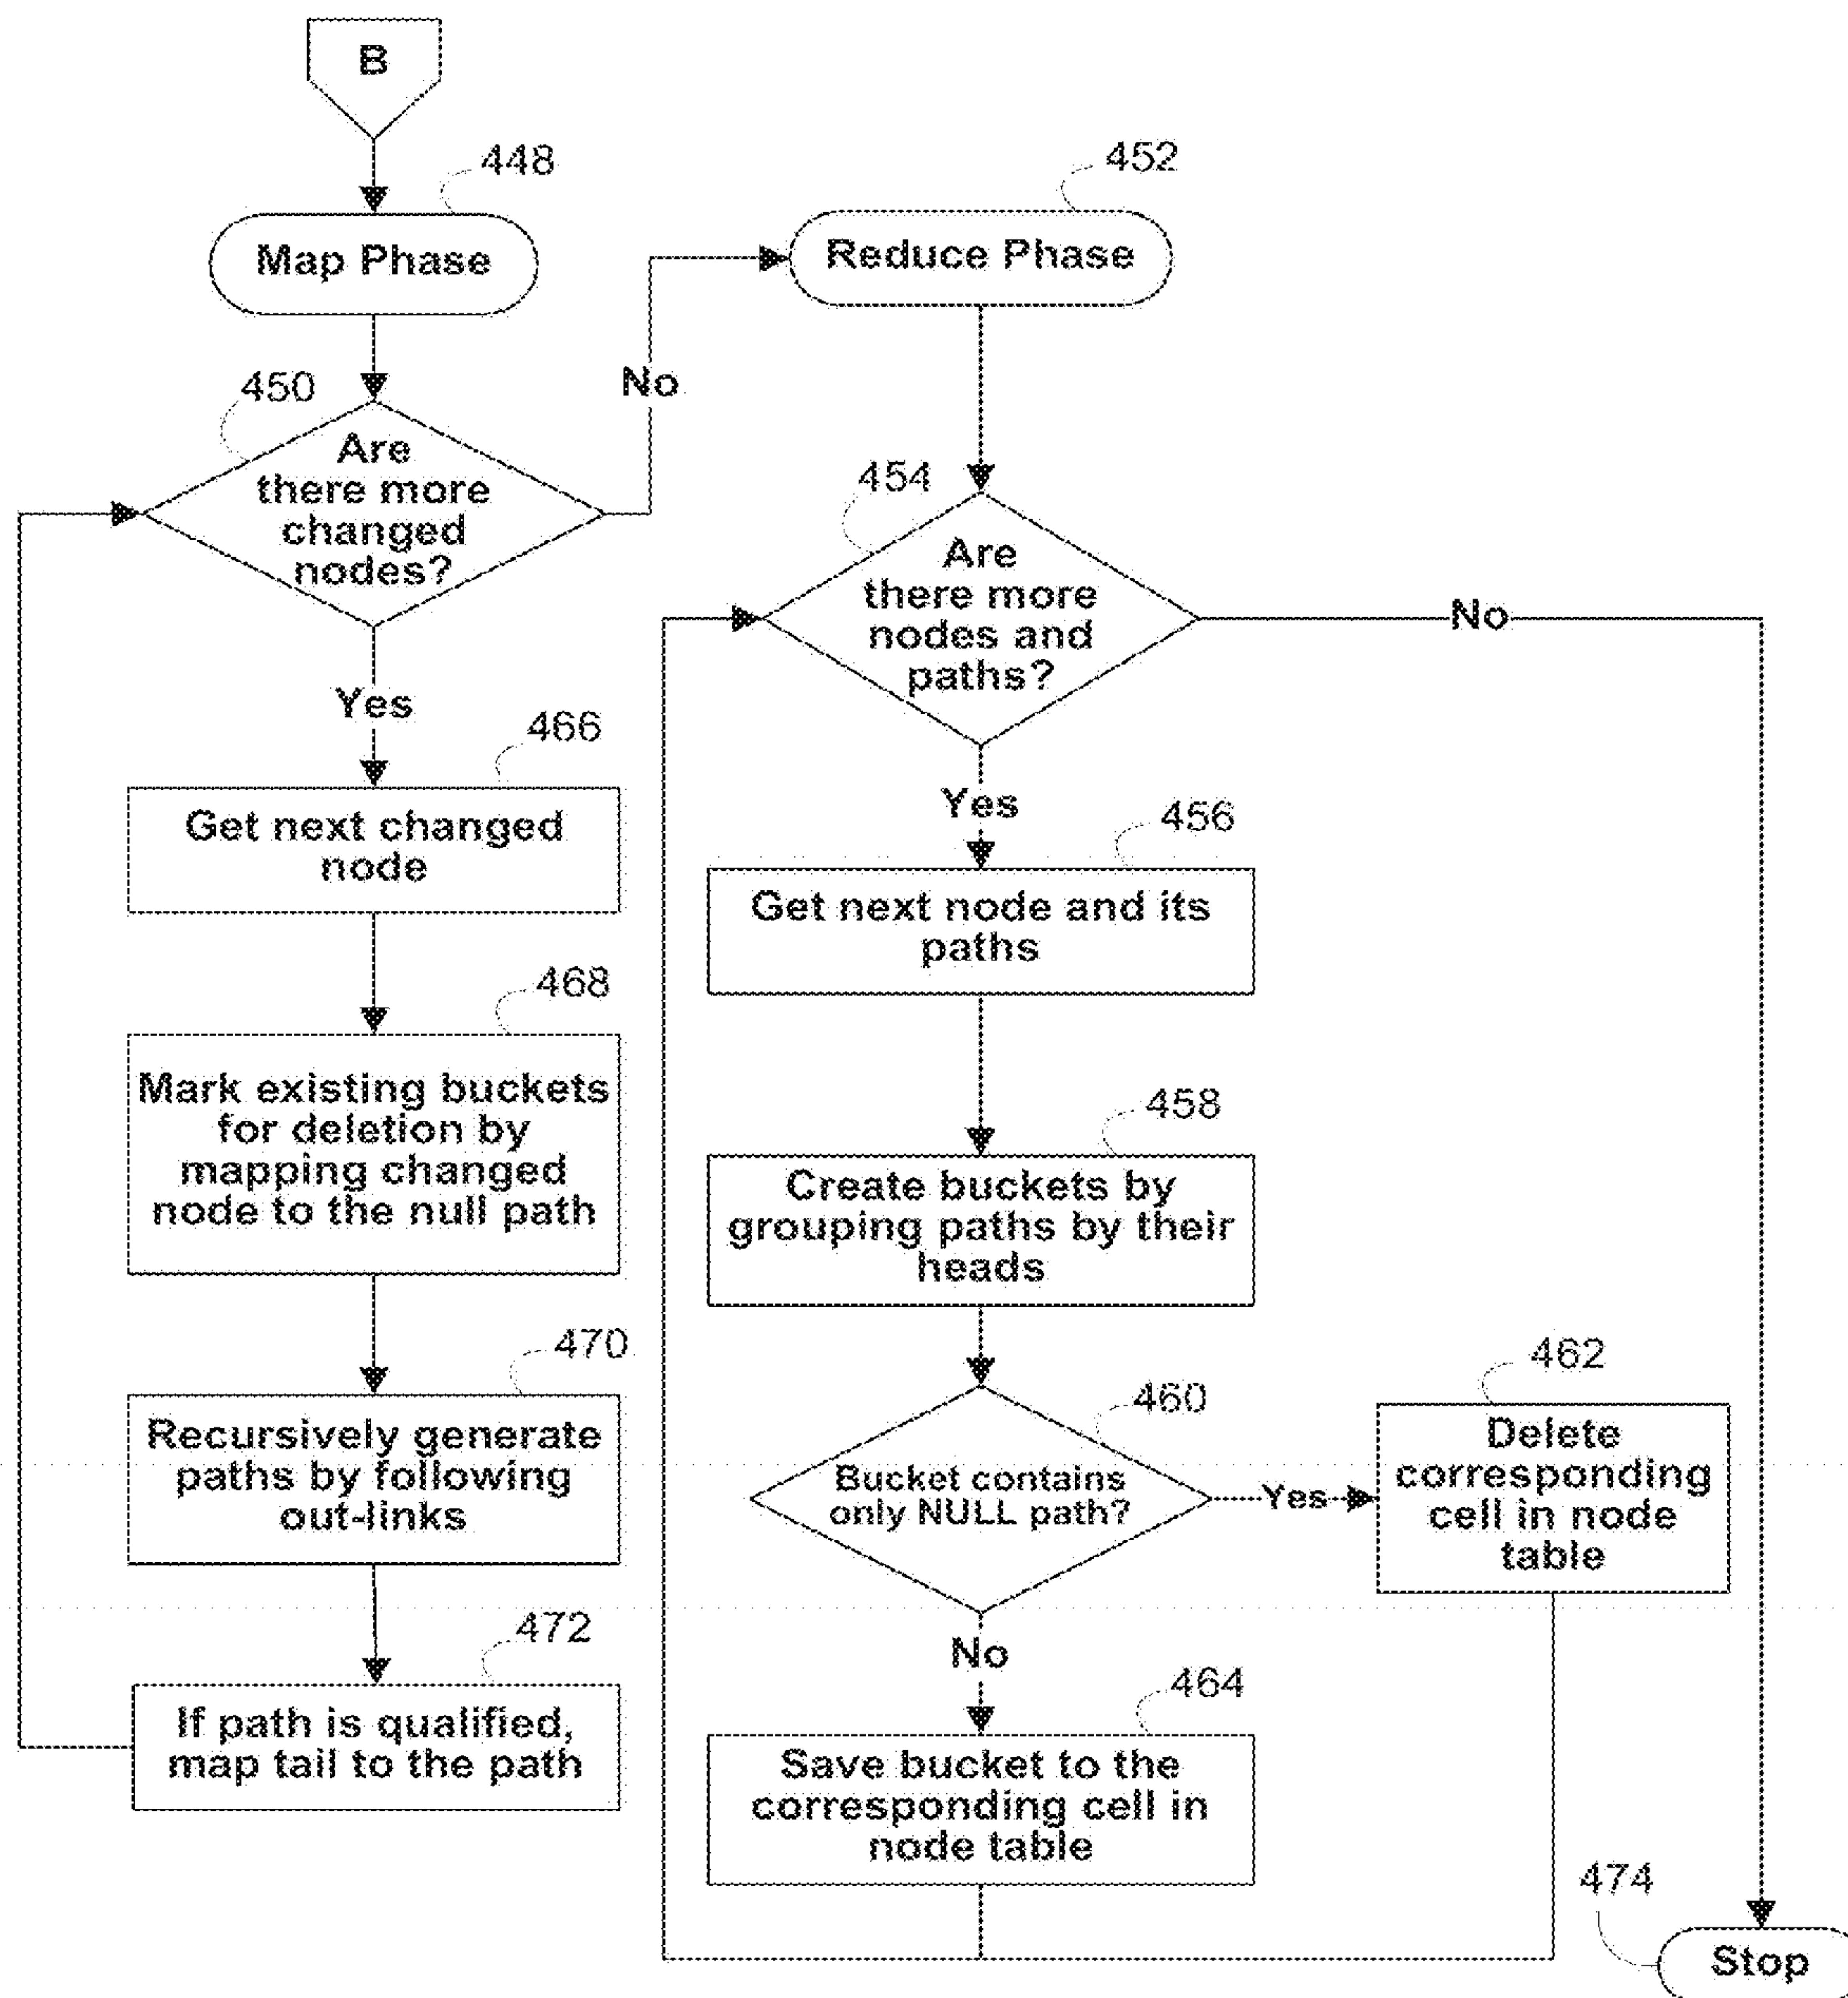 B
448
Map Phase
450
Are
there more
changed
nodes?
No
Yes
466
Get next changed
node
468
Mark existing buckets
for deletion by
mapping changed
node to the null path
470
Recursively generate
paths by following
out-links
472
If path is qualified,
map tail to the path
452
Reduce Phase
454
Are
there more
nodes and
paths?
No
Yes
456
Get next node and its
paths
458
Create buckets by
grouping paths by their
heads
460
Bucket contains
only NULL path?
Yes
462
Delete
corresponding
cell in node
table
No
464
Save bucket to the
corresponding cell in
node table
474
Stop